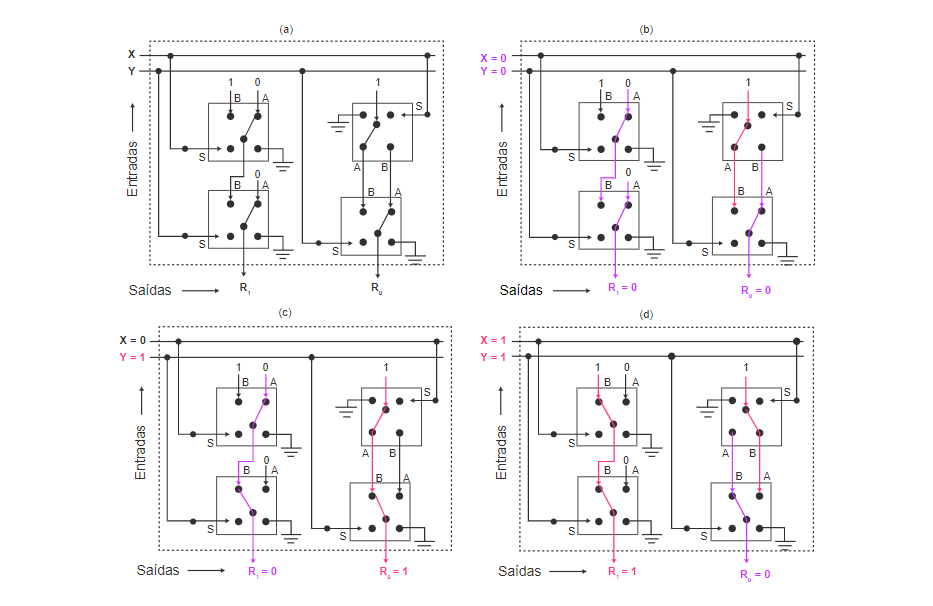 (a)
X
Y
1 0
B A
S
0
B A
S
1
S
A B
B A
S
Entradas
Saídas
R1
R0
(b)
X = 0
Y = 0
1 0
B A
S
0
B A
S
1
S
A B
B A
S
Entradas
Saídas
R1 = 0
R0 = 0
(c)
X = 0
Y = 1
1 0
B A
S
0
B A
S
1
S
A B
B A
S
Entradas
Saídas
R1 = 0
R0 = 1
(d)
X = 1
Y = 1
1 0
B A
S
0
B A
S
1
S
A B
B A
S
Entradas
Saídas
R1 = 1
R0 = 0